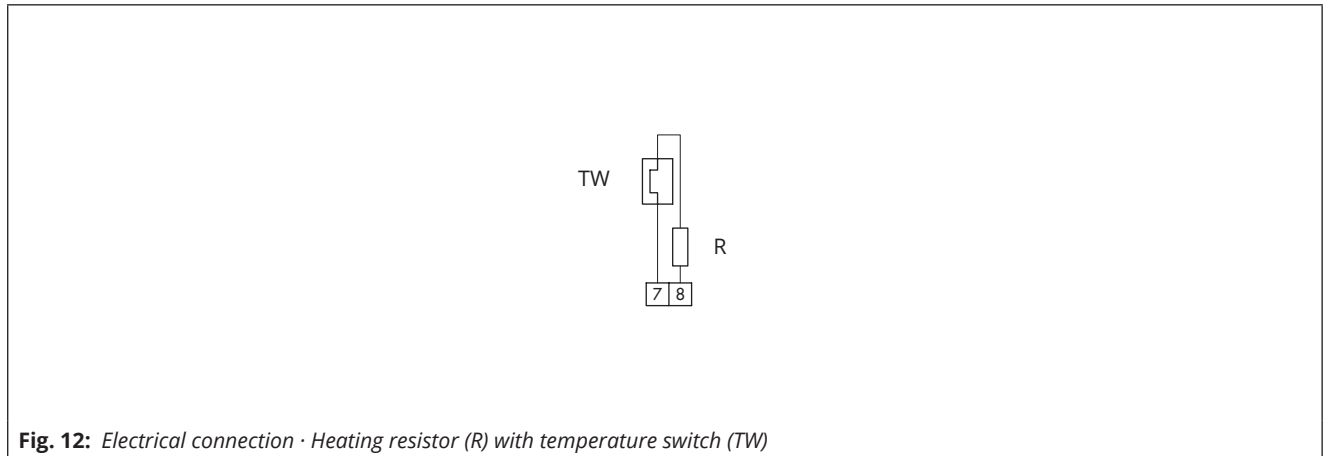 TW
R
7 8
Fig. 12: Electrical connection · Heating resistor (R) with temperature switch (TW)